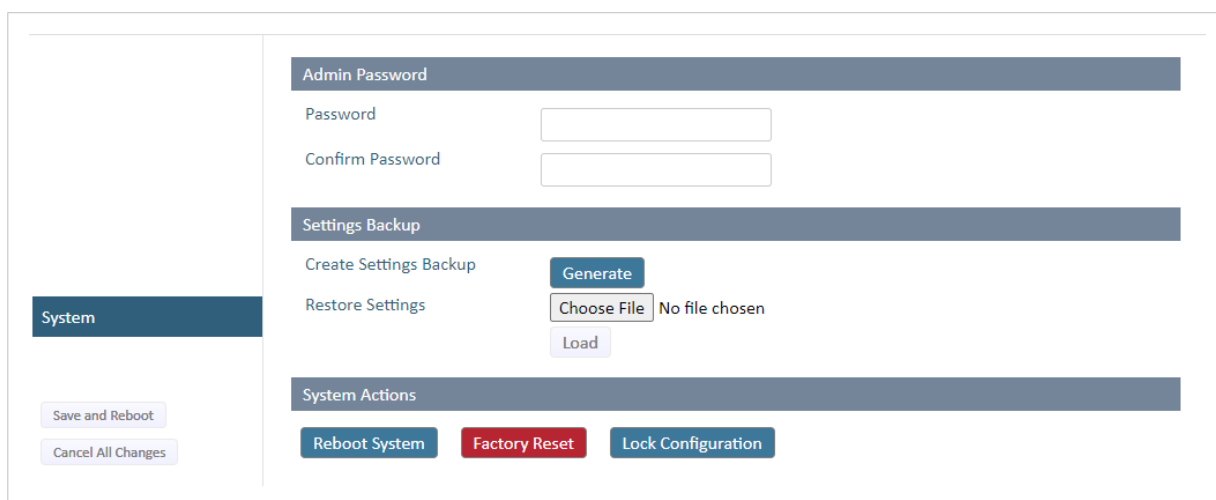 Admin Password
Password
Confirm Password
Settings Backup
Create Settings Backup Generate
Restore Settings Choose File No file chosen
Load
System
System Actions
Reboot System Factory Reset Lock Configuration
Save and Reboot
Cancel All Changes